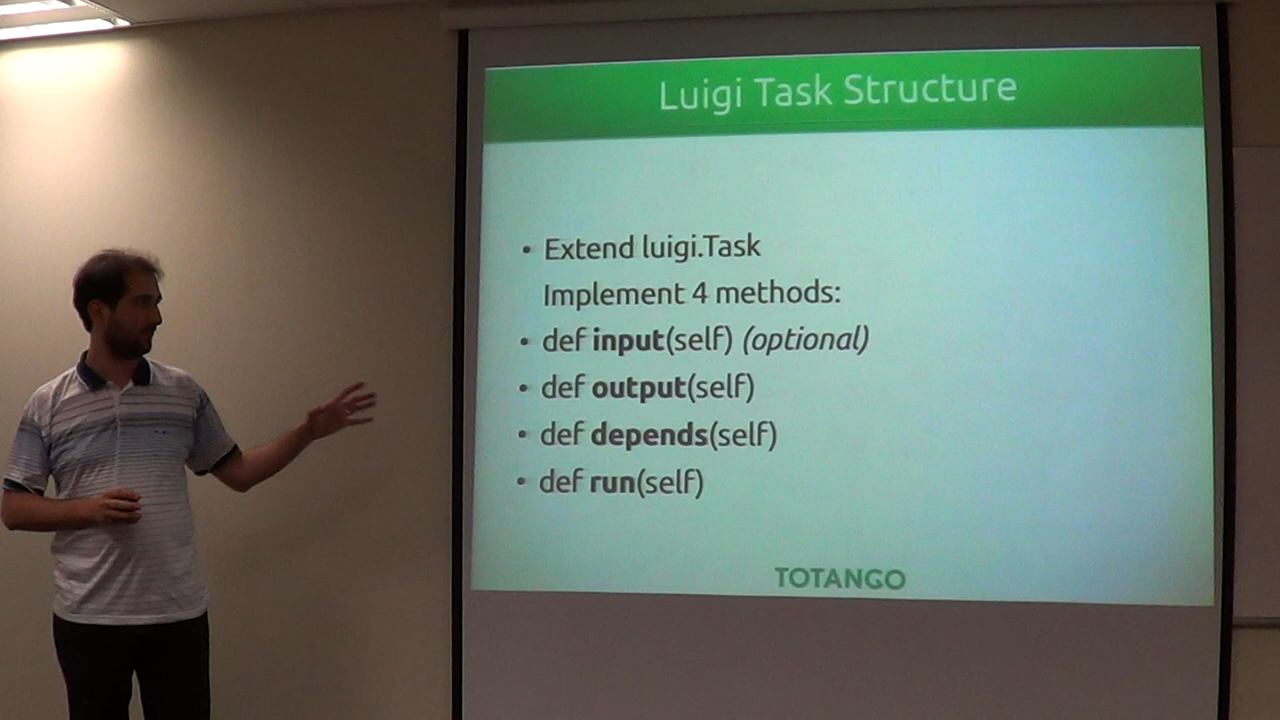 Luigi Task Structure
• Extend luigi.Task
Implement 4 methods:
• def input(self) (optional)
• def output(self)
• def depends(self)
• def run(self)
TOTANGO